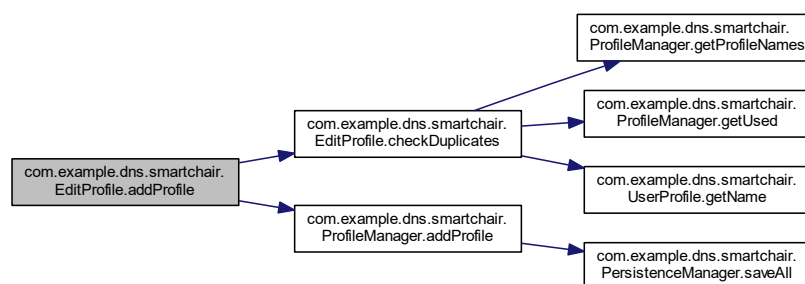 com.example.dns.smartchair.
EditProfile.addProfile
com.example.dns.smartchair.
EditProfile.checkDuplicates
com.example.dns.smartchair.
ProfileManager.addProfile
com.example.dns.smartchair.
ProfileManager.getProfileNames
com.example.dns.smartchair.
ProfileManager.getUsed
com.example.dns.smartchair.
UserProfile.getName
com.example.dns.smartchair.
PersistenceManager.saveAll